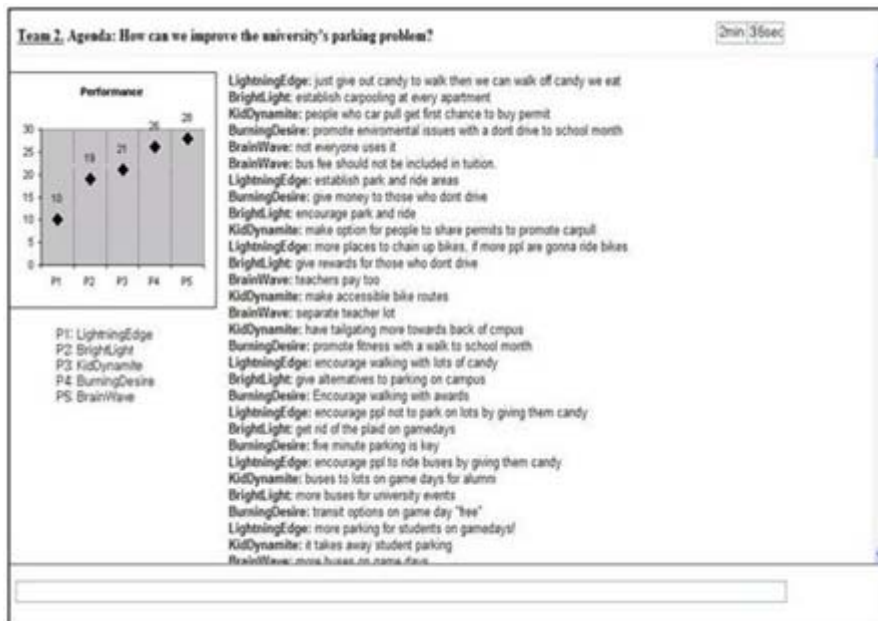 Team 2. Agenda: How can we improve the university's parking problem?
2min 36sec
Performance
30
25
20
15
10
5
0
10
19
21
26
28
P1 P2 P3 P4 P5
P1: LightningEdge
P2: BrightLight
P3: KidDynamite
P4: BurningDesire
P5: BrainWave
LightningEdge: just give out candy to walk then we can walk off candy we eat
BrightLight: establish carpooling at every apartment
KidDynamite: people who car pull get first chance to buy permit
BurningDesire: promote enviromental issues with a dont drive to school month
BrainWave: not everyone uses it
BrainWave: bus fee should not be included in tuition.
LightningEdge: establish park and ride areas
BurningDesire: give money to those who dont drive
BrightLight: encourage park and ride
KidDynamite: make option for people to share permits to promote carpull
LightningEdge: more places to chain up bikes, if more ppl are gonna ride bikes
BrightLight: give rewards for those who dont drive
BrainWave: teachers pay too
KidDynamite: make accessible bike routes
BrainWave: separate teacher lot
KidDynamite: have tailgating more towards back of cmpus
BurningDesire: promote fitness with a walk to school month
LightningEdge: encourage walking with lots of candy
BrightLight: give alternatives to parking on campus
BurningDesire: Encourage walking with awards
LightningEdge: encourage ppl not to park on lots by giving them candy
BrightLight: get rid of the plaid on gamedays
BurningDesire: five minute parking is key
LightningEdge: encourage ppl to ride buses by giving them candy
KidDynamite: buses to lots on game days for alumni
BrightLight: more buses for university events
BurningDesire: transit options on game day "free"
LightningEdge: more parking for students on gamedays!
KidDynamite: it takes away student parking
BrainWave: more buses on game days